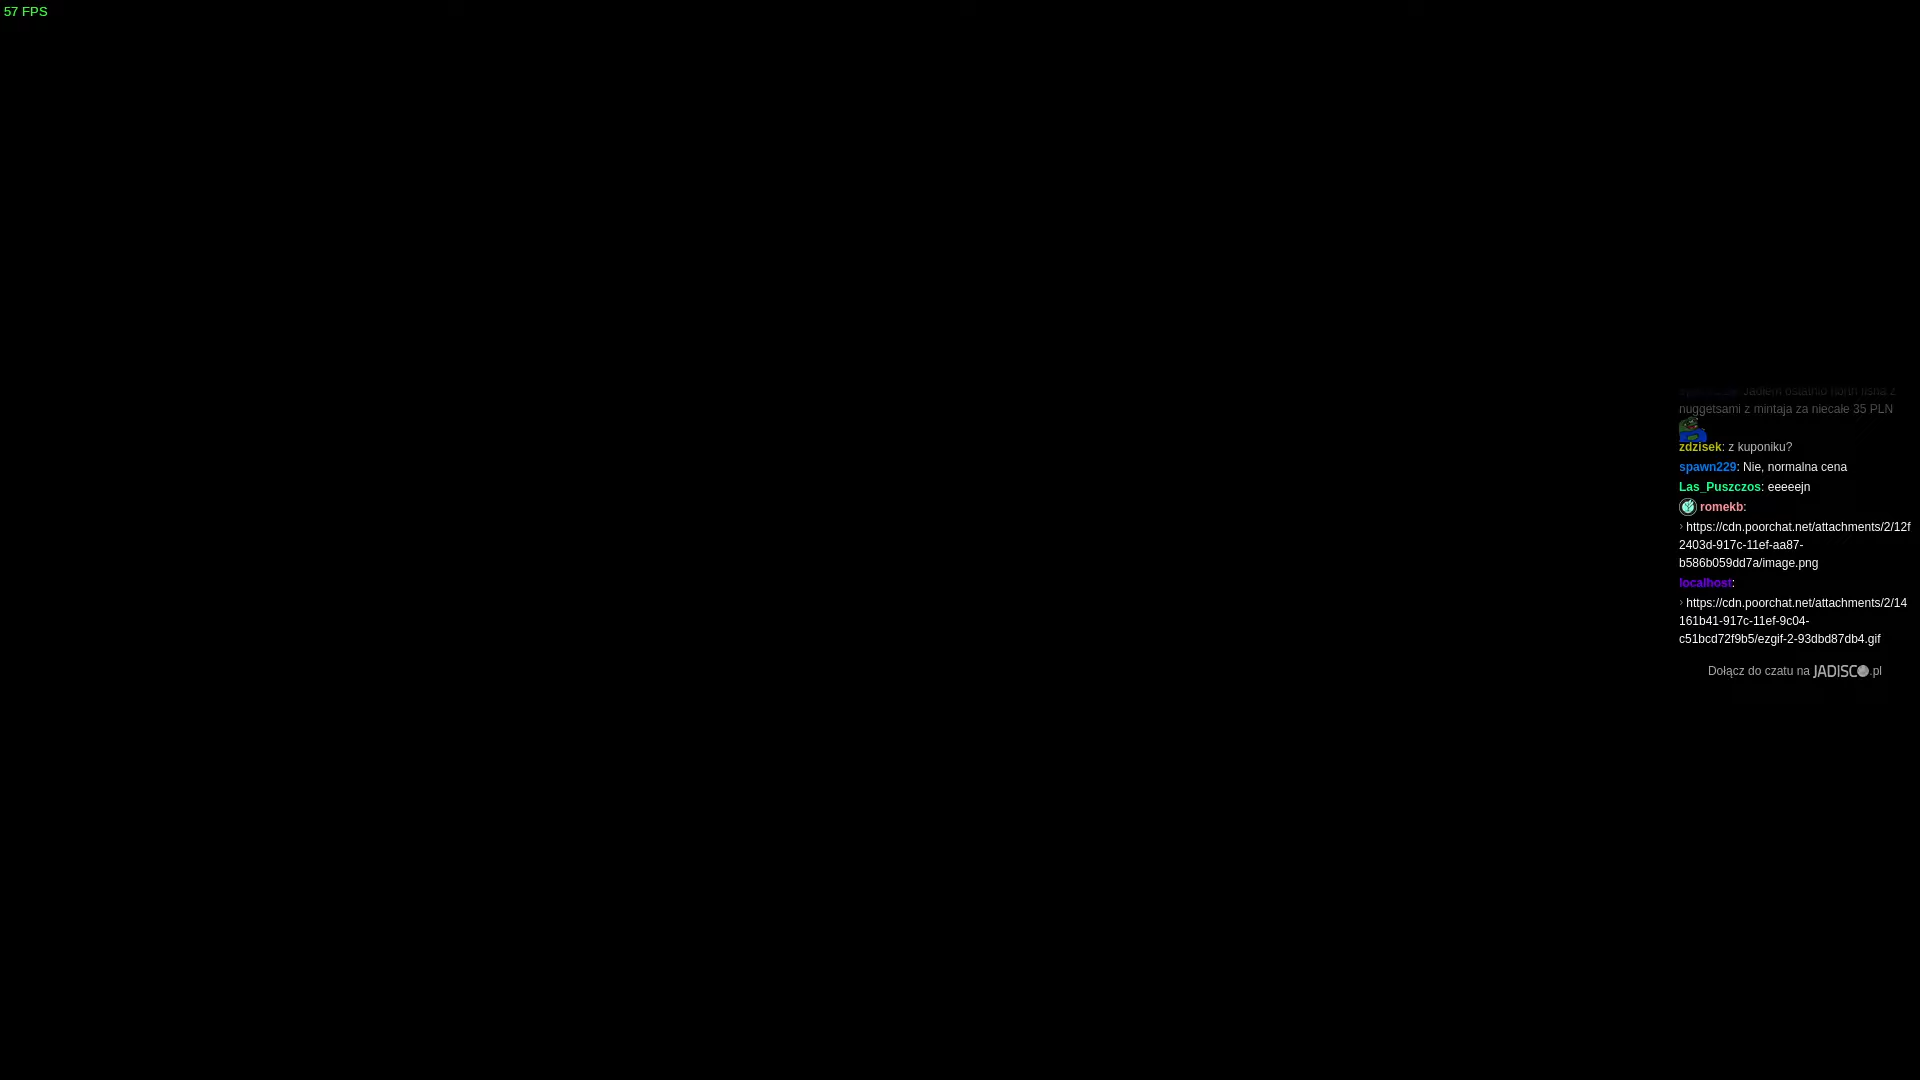 57 FPS
Jadłem ostatnio north fisha z
nuggetsami z mintaja za niecałe 35 PLN
zdzisek: z kuponiku?
spawn229: Nie, normalna cena
Las_Puszczos: eeeeejn
romekb:
› https://cdn.poorchat.net/attachments/2/12f
2403d-917c-11ef-aa87-
b586b059dd7a/image.png
localhost:
› https://cdn.poorchat.net/attachments/2/14
161b41-917c-11ef-9c04-
c51bcd72f9b5/ezgif-2-93dbd87db4.gif
Dołącz do czatu na JADISCO.pl